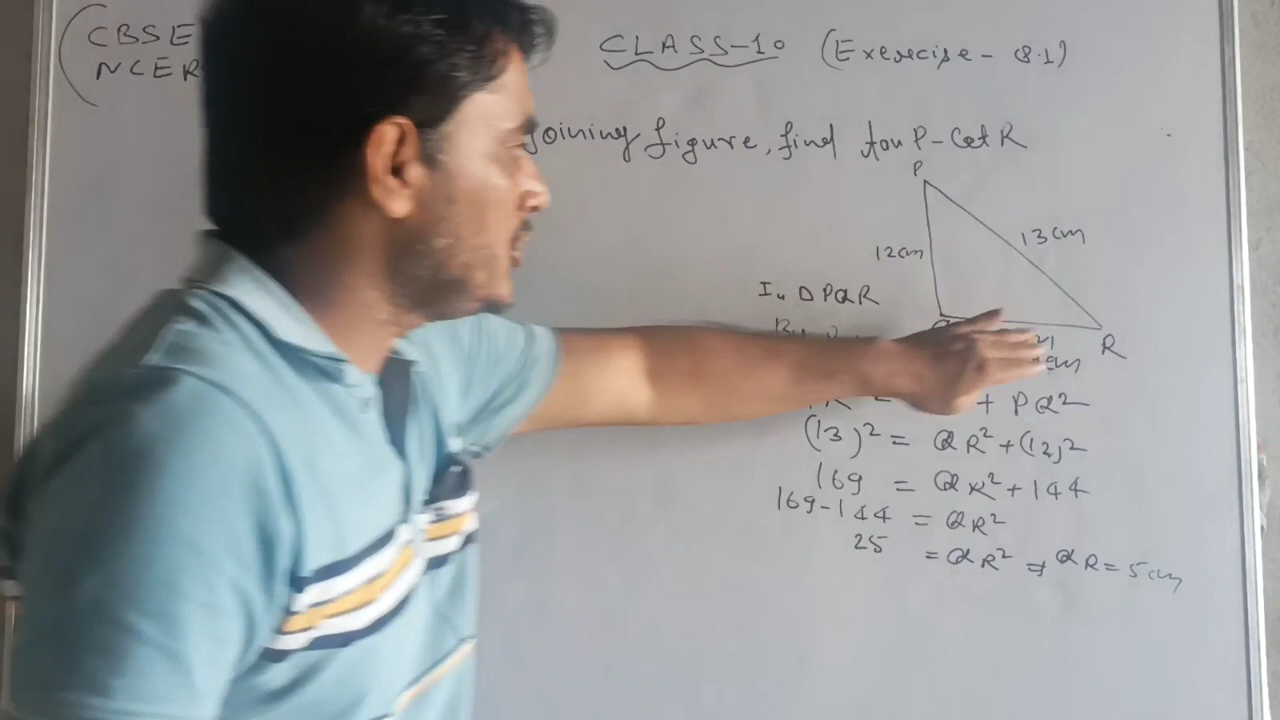 CBSE
NCER
CLASS-10 (Exercise - 8.1)
joining figure, find tan P - Cot R
P
12cm
13cm
R
cm
In Δ PQR
+ PQ²
(13)² = QR² + (12)²
169 = QR² + 144
169-144 = QR²
25 = QR² ⇒ QR = 5cm